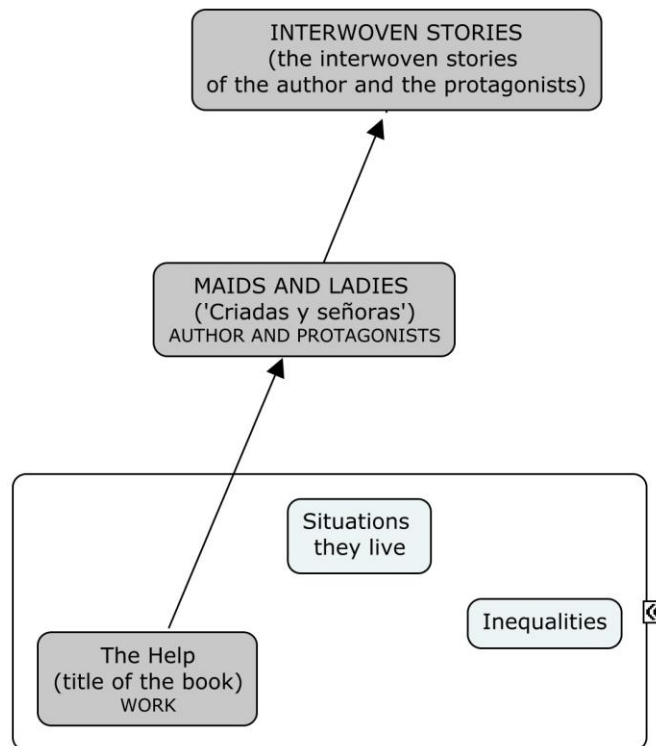 INTERWOVEN STORIES
(the interwoven stories
of the author and the protagonists)
MAIDS AND LADIES
('Criadas y señoras')
AUTHOR AND PROTAGONISTS
Situations
they live
Inequalities
The Help
(title of the book)
WORK